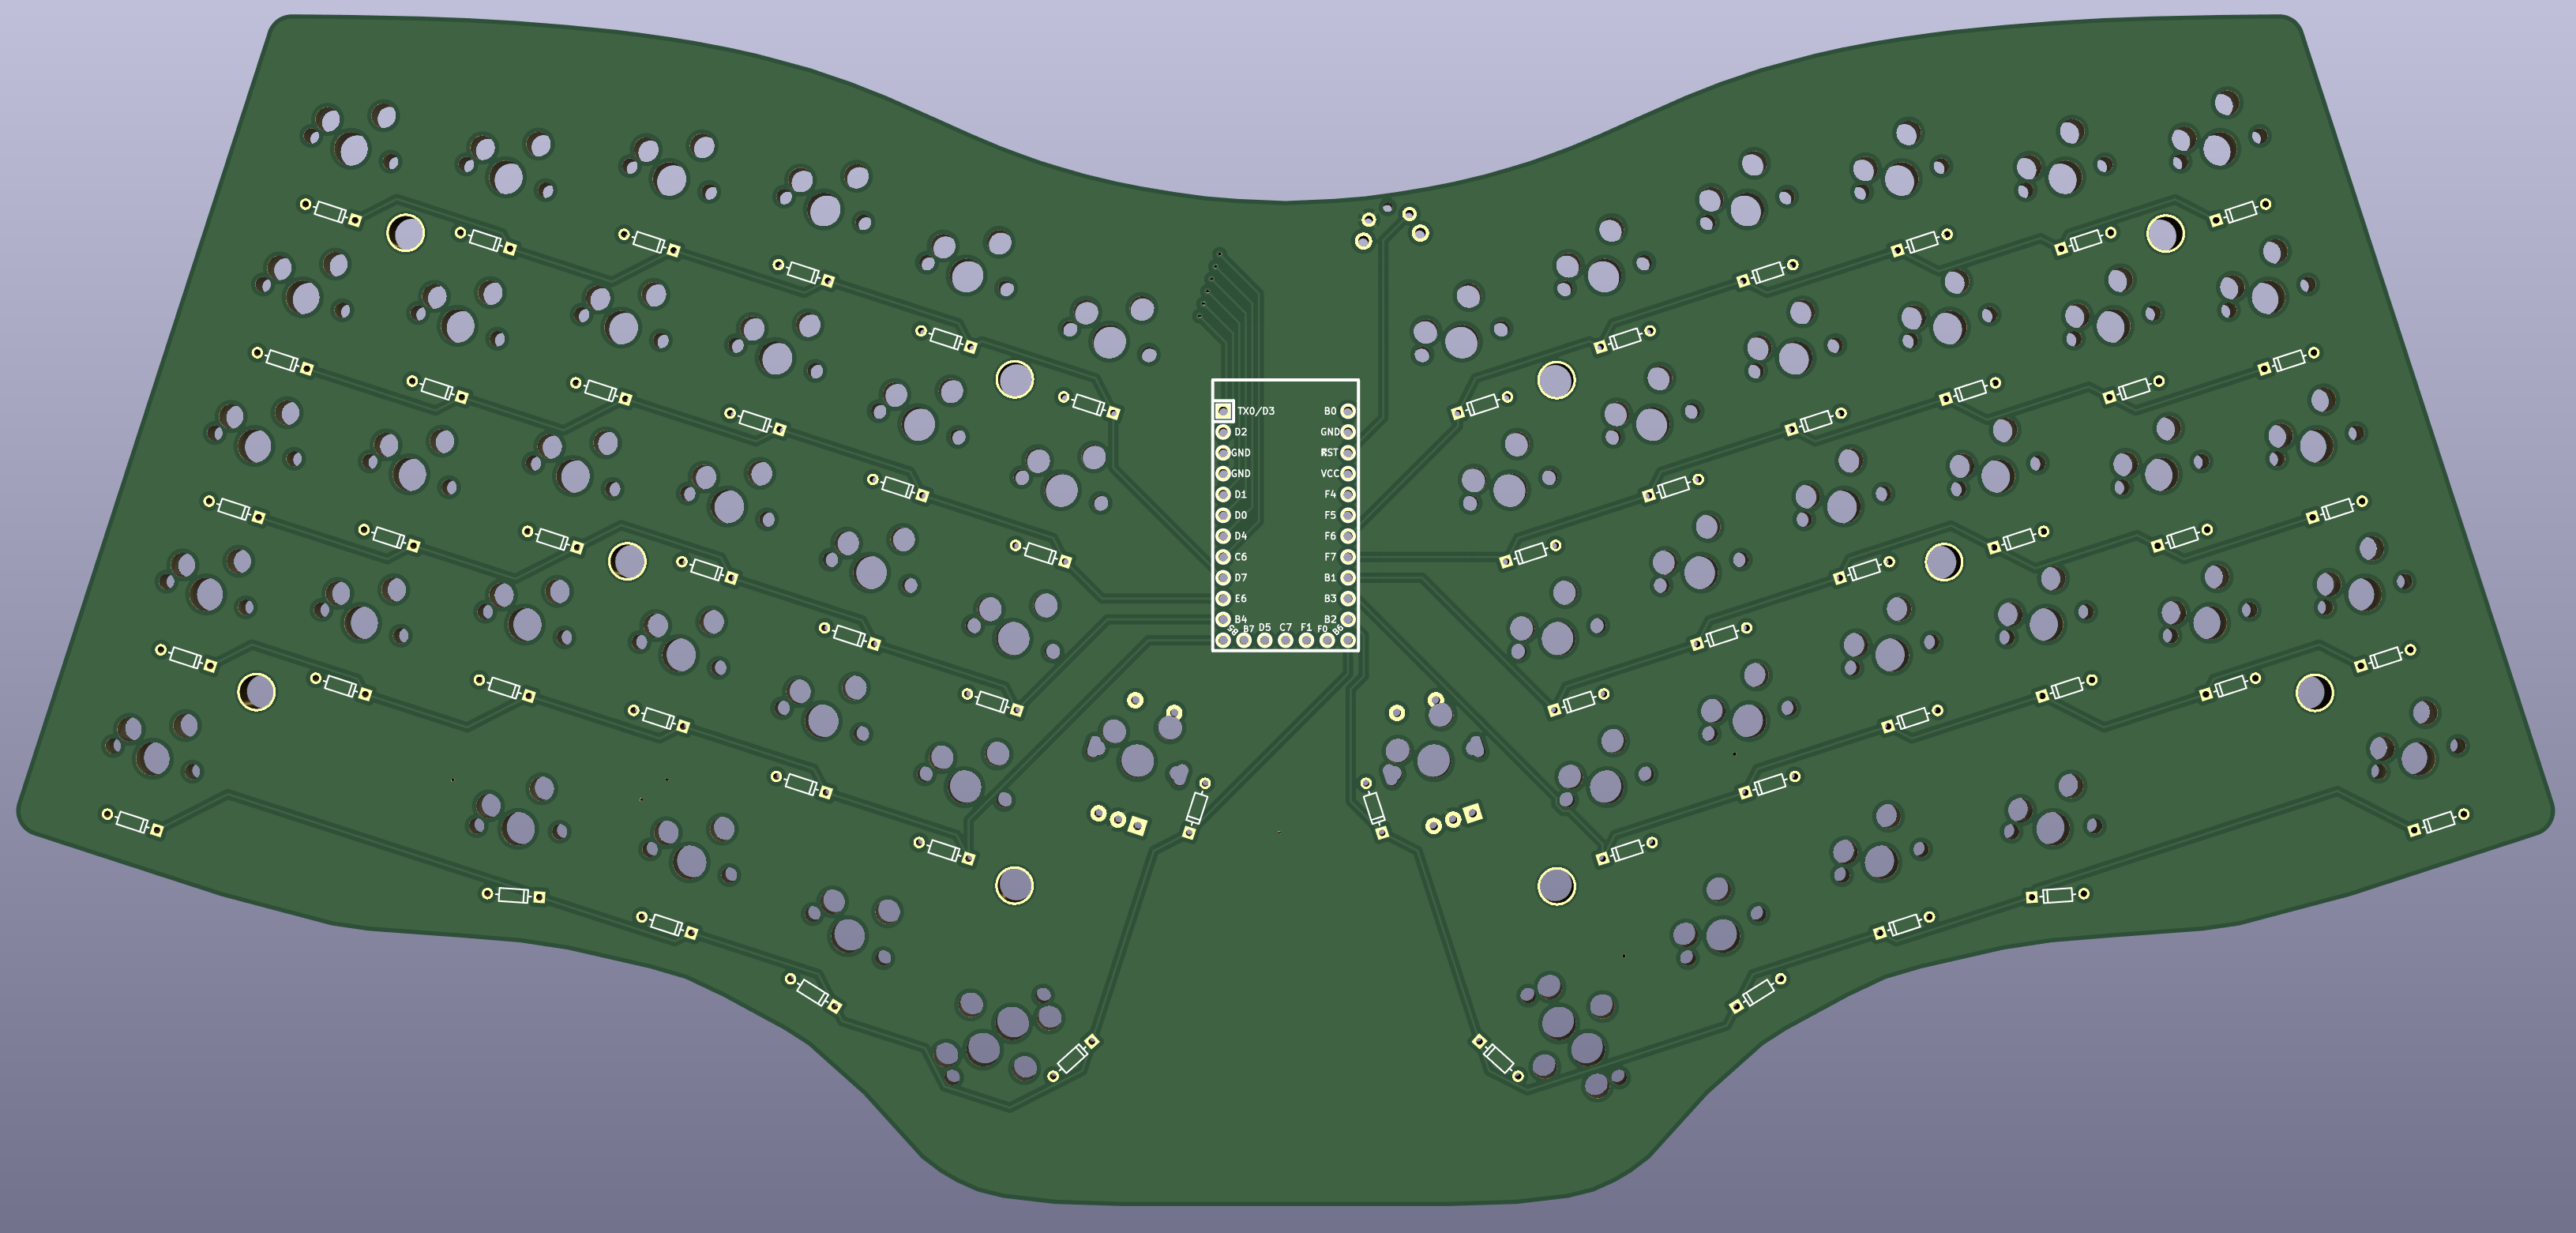 TX0/D3 B0
D2 GND
GND RST
GND VCC
D1 F4
D0 F5
D4 F6
C6 F7
D7 B1
E6 B3
B4 B2
B5 B7 D5 C7 F1 F0 B6